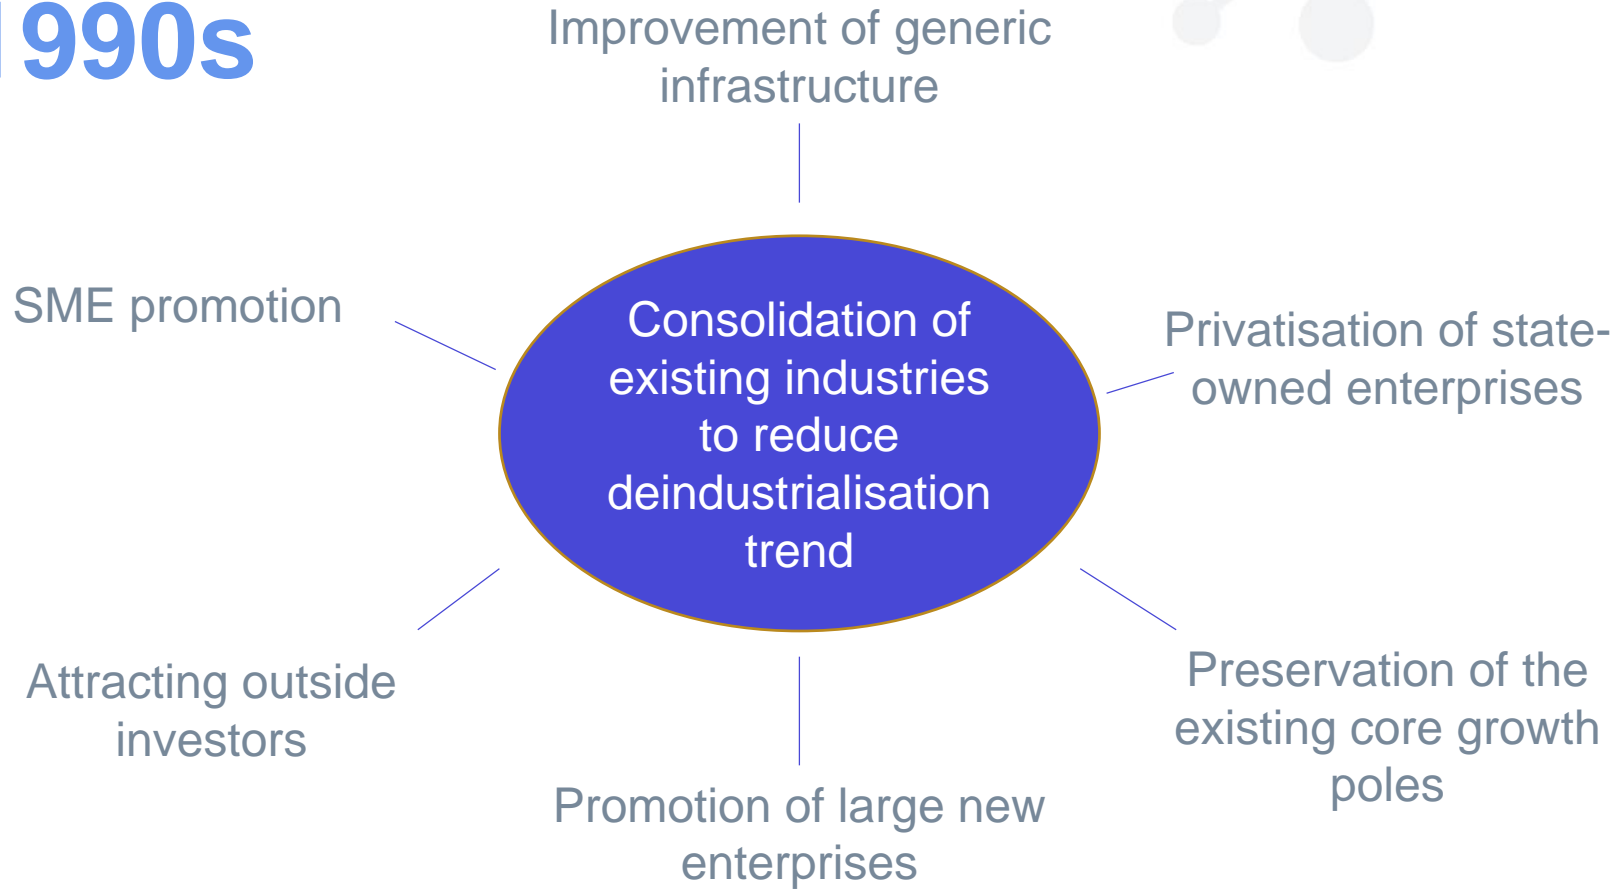 1990s
Improvement of generic
infrastructure
SME promotion
Consolidation of
existing industries
to reduce
deindustrialisation
trend
Privatisation of state-
owned enterprises
Attracting outside
investors
Preservation of the
existing core growth
poles
Promotion of large new
enterprises